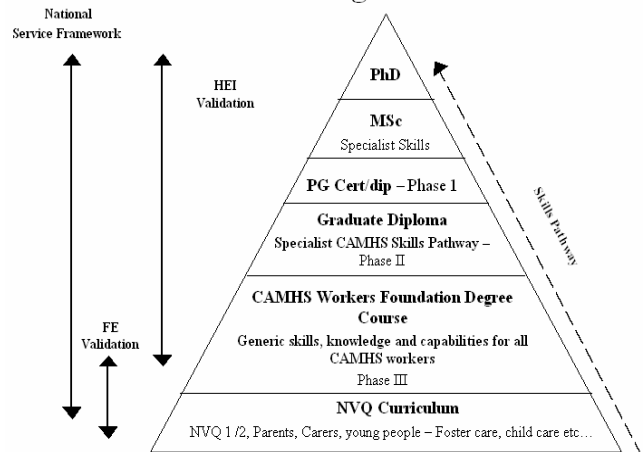 National
Service Framework
HEI
Validation
FE
Validation
PhD
MSc
Specialist Skills
PG Cert/dip – Phase 1
Graduate Diploma
Specialist CAMHS Skills Pathway –
Phase II
CAMHS Workers Foundation Degree
Course
Generic skills, knowledge and capabilities for all
CAMHS workers
Phase III
NVQ Curriculum
NVQ 1 /2, Parents, Carers, young people – Foster care, child care etc…
Skills Pathway